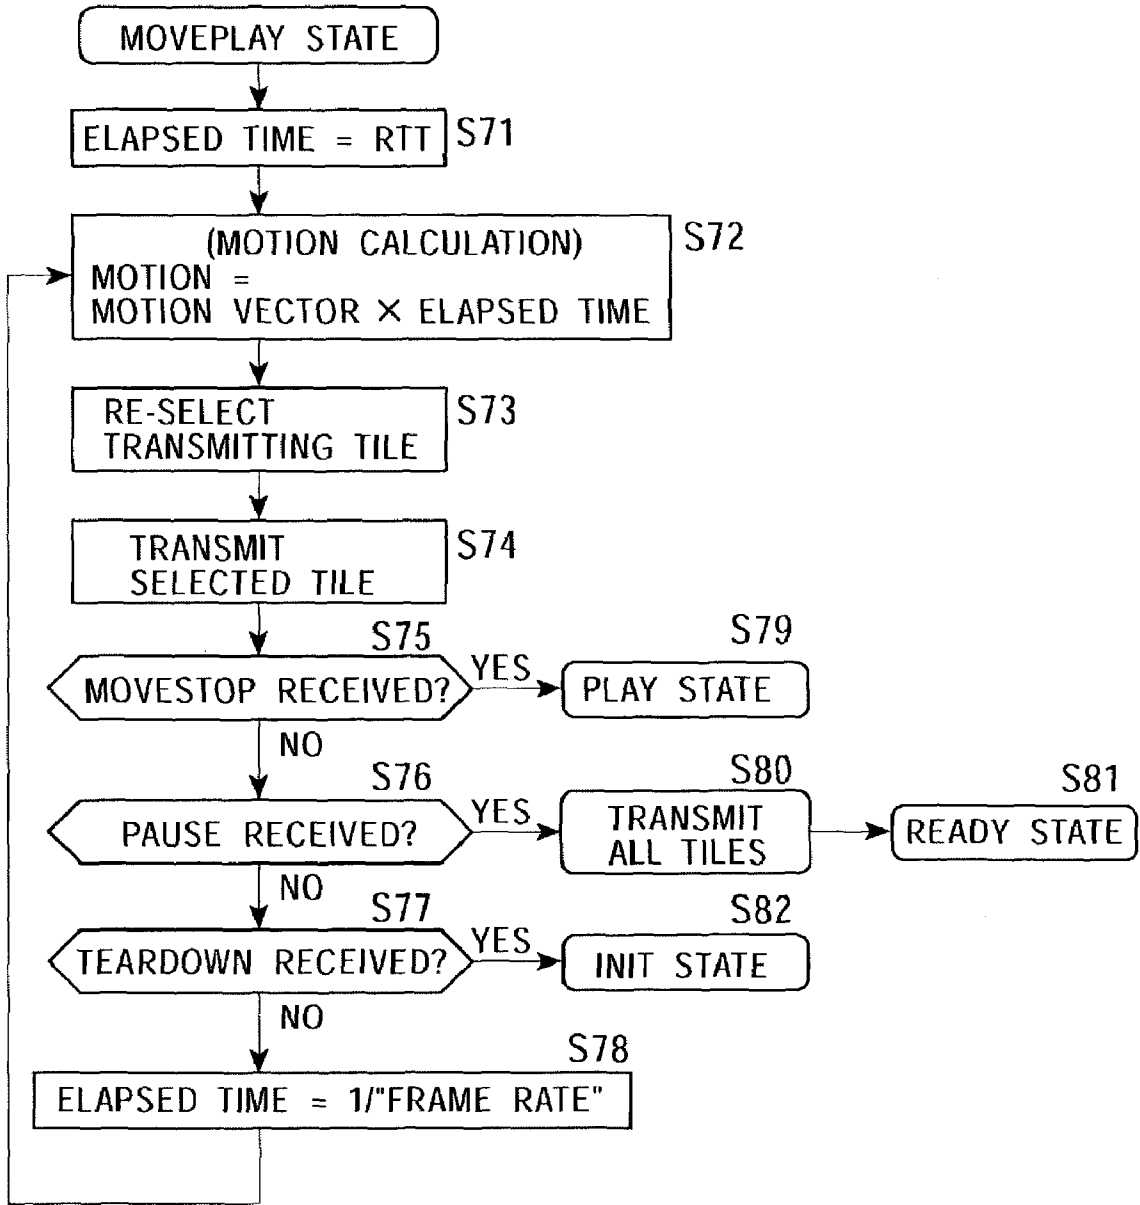 MOVEPLAY STATE
ELAPSED TIME = RTT
S71
(MOTION CALCULATION)
MOTION =
MOTION VECTOR × ELAPSED TIME
S72
RE-SELECT
TRANSMITTING TILE
S73
TRANSMIT
SELECTED TILE
S74
S75
MOVESTOP RECEIVED?
YES
S79
PLAY STATE
NO
S76
PAUSE RECEIVED?
YES
S80
TRANSMIT
ALL TILES
S81
READY STATE
NO
S77
TEARDOWN RECEIVED?
YES
S82
INIT STATE
NO
S78
ELAPSED TIME = 1/"FRAME RATE"